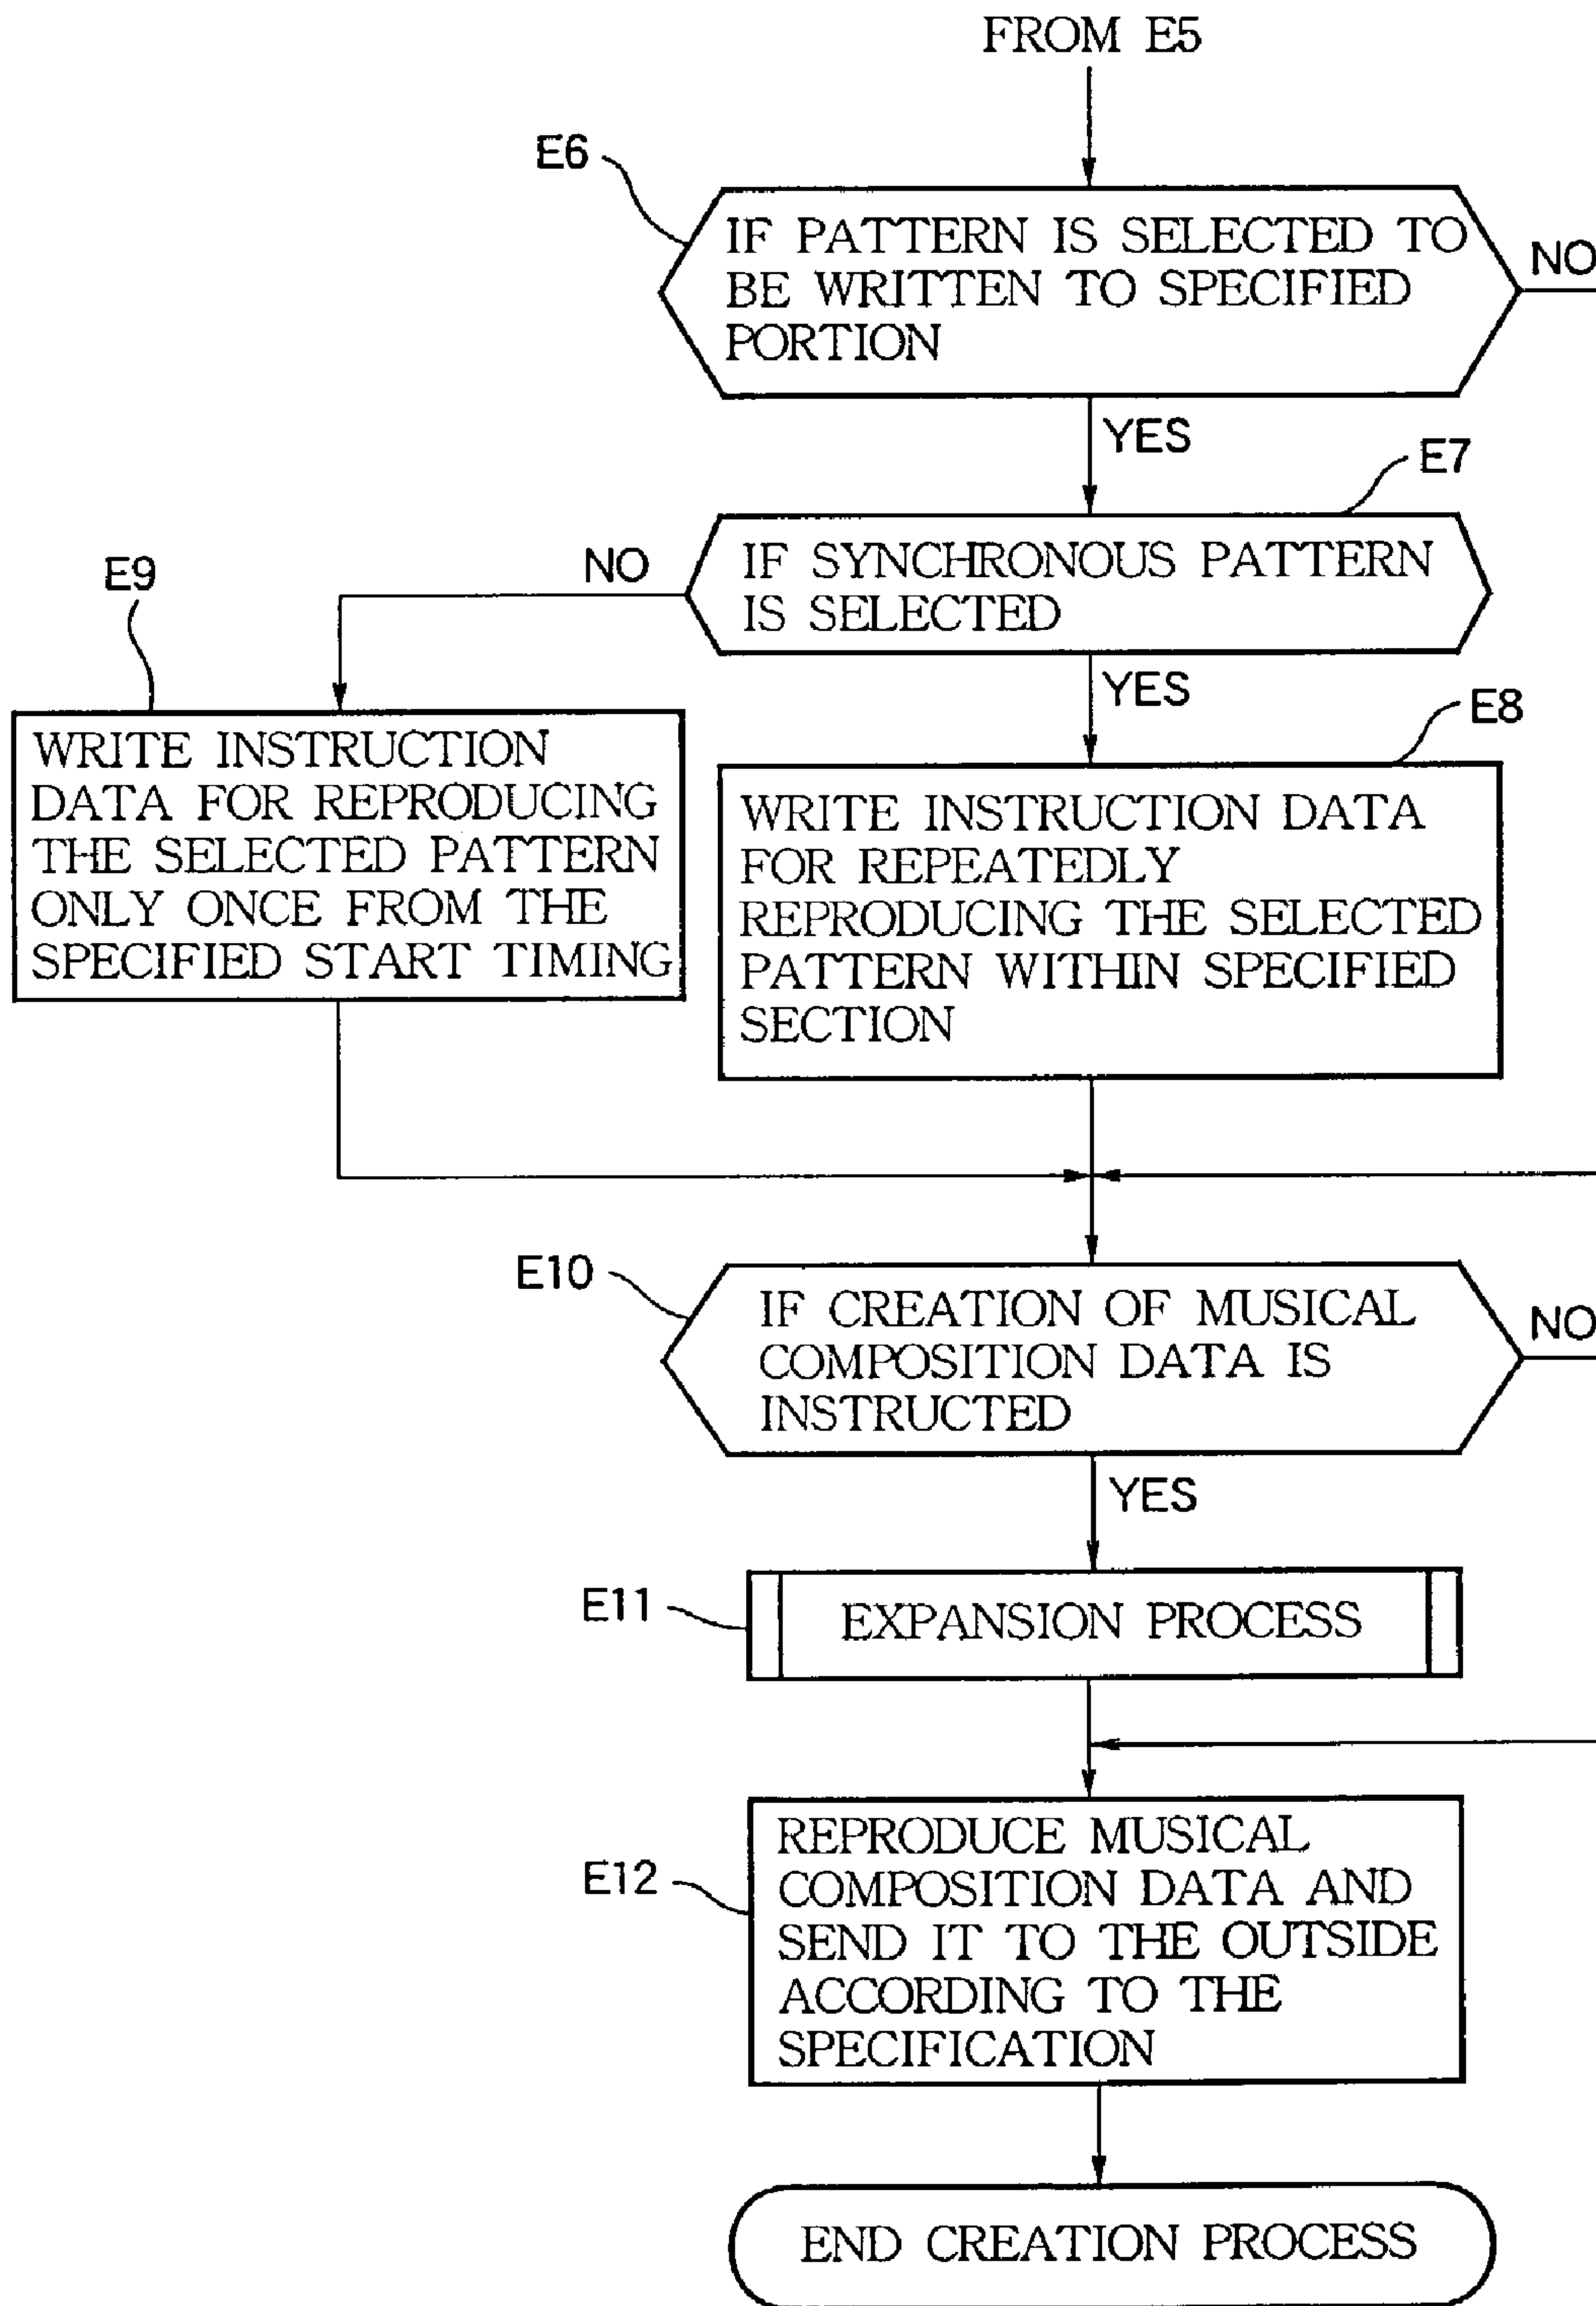 FROM E5
E6
IF PATTERN IS SELECTED TO
BE WRITTEN TO SPECIFIED
PORTION
NO
YES
E7
IF SYNCHRONOUS PATTERN
IS SELECTED
NO
YES
E9
WRITE INSTRUCTION
DATA FOR REPRODUCING
THE SELECTED PATTERN
ONLY ONCE FROM THE
SPECIFIED START TIMING
E8
WRITE INSTRUCTION DATA
FOR REPEATEDLY
REPRODUCING THE SELECTED
PATTERN WITHIN SPECIFIED
SECTION
E10
IF CREATION OF MUSICAL
COMPOSITION DATA IS
INSTRUCTED
NO
YES
E11
EXPANSION PROCESS
E12
REPRODUCE MUSICAL
COMPOSITION DATA AND
SEND IT TO THE OUTSIDE
ACCORDING TO THE
SPECIFICATION
END CREATION PROCESS